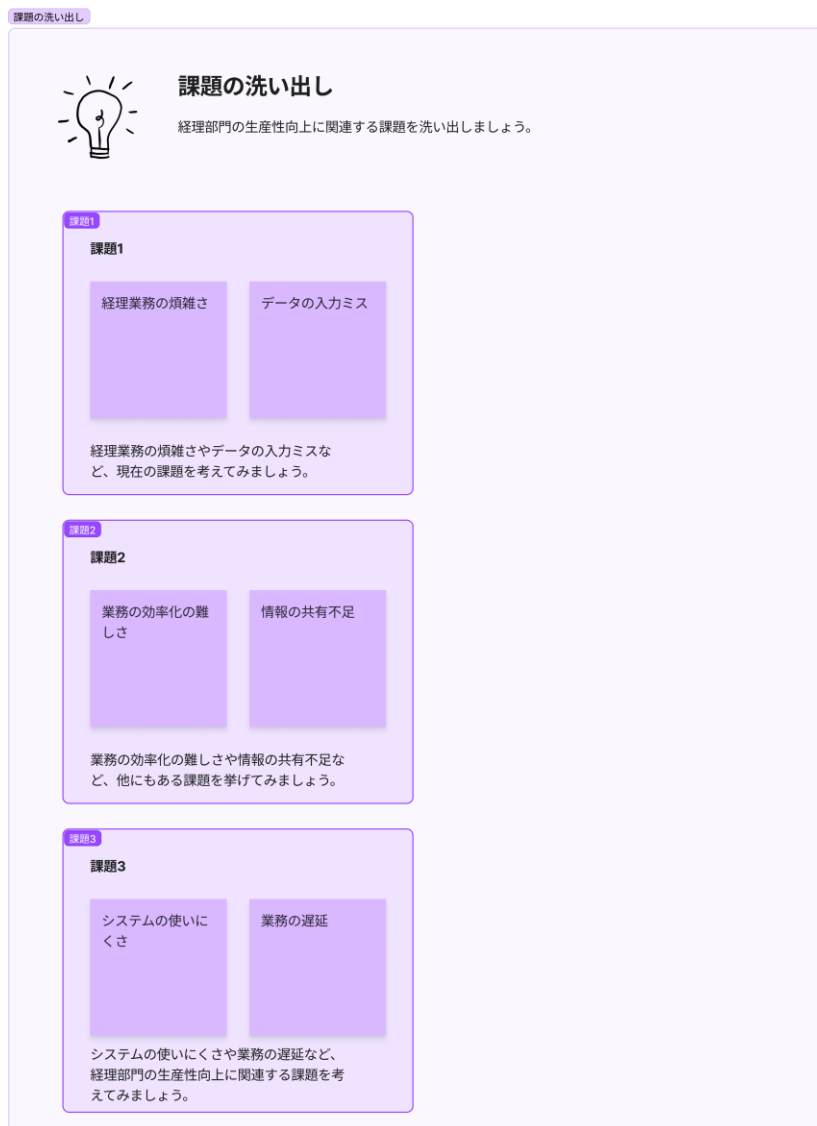 課題の洗い出し
課題の洗い出し
経理部門の生産性向上に関連する課題を洗い出しましょう。
課題1
課題1
経理業務の煩雑さ
データの入力ミス
経理業務の煩雑さやデータの入力ミスな
ど、現在の課題を考えてみましょう。
課題2
課題2
業務の効率化の難
しさ
情報の共有不足
業務の効率化の難しさや情報の共有不足な
ど、他にもある課題を挙げてみましょう。
課題3
課題3
システムの使いに
くさ
業務の遅延
システムの使いにくさや業務の遅延など、
経理部門の生産性向上に関連する課題を考
えてみましょう。